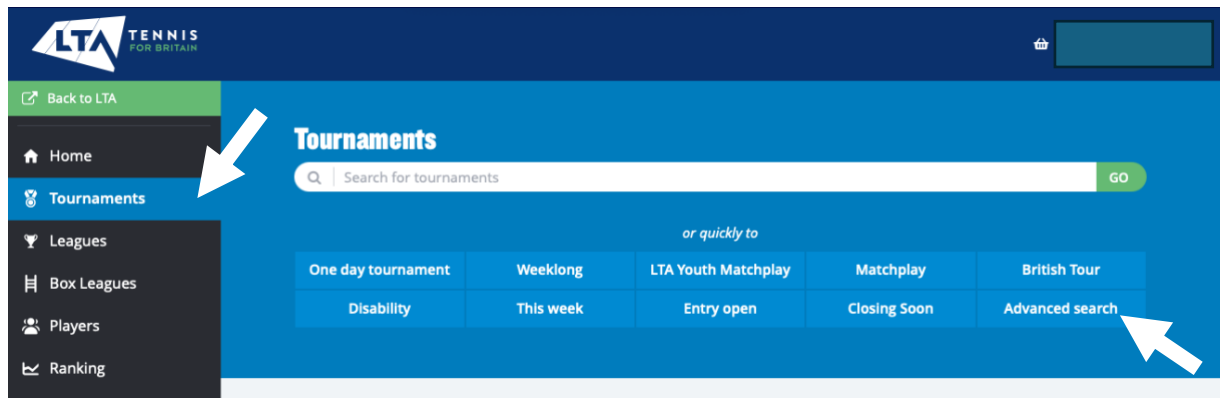 LTA TENNIS
FOR BRITAIN
Back to LTA
Home
Tournaments
Leagues
Box Leagues
Players
Ranking
Tournaments
Search for tournaments
GO
or quickly to
One day tournament Weeklong LTA Youth Matchplay Matchplay British Tour
Disability This week Entry open Closing Soon Advanced search